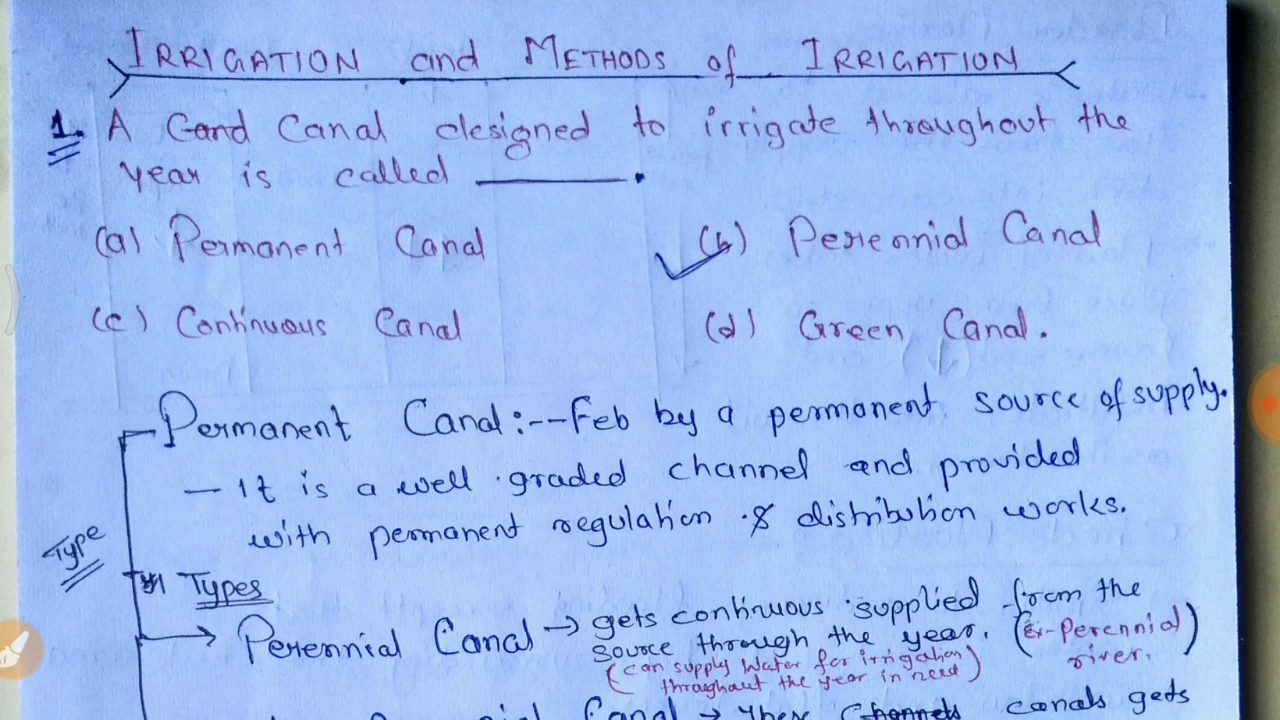 IRRIGATION and METHODS of IRRIGATION
1. A Canal designed to irrigate throughout the
year is called ______.
(a) Permanent Canal
(b) Perennial Canal
(c) Continuous Canal
(d) Green Canal.
Permanent Canal:-- Feb by a permanent source of supply.
— It is a well graded channel and provided
with permanent regulation & distribution works.
Type
Types
Perennial Canal → gets continuous supplied from the
source through the year. (Ex- Perennial
river.)
(can supply Water for irrigation
throughout the year in need)
Canal → canals gets